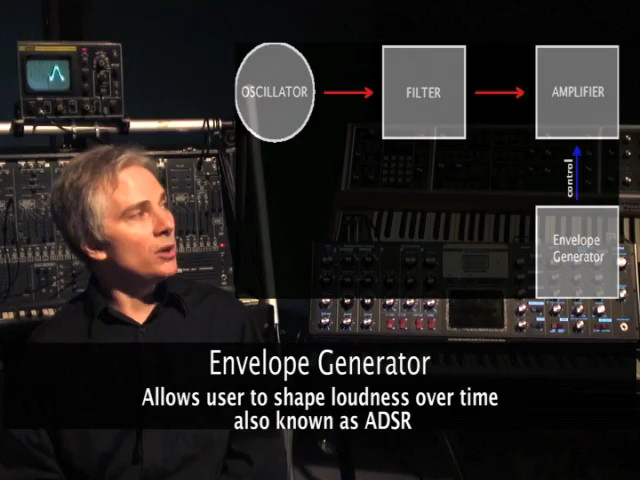 OSCILLATOR
FILTER
AMPLIFIER
control
Envelope
Generator
Envelope Generator
Allows user to shape loudness over time
also known as ADSR